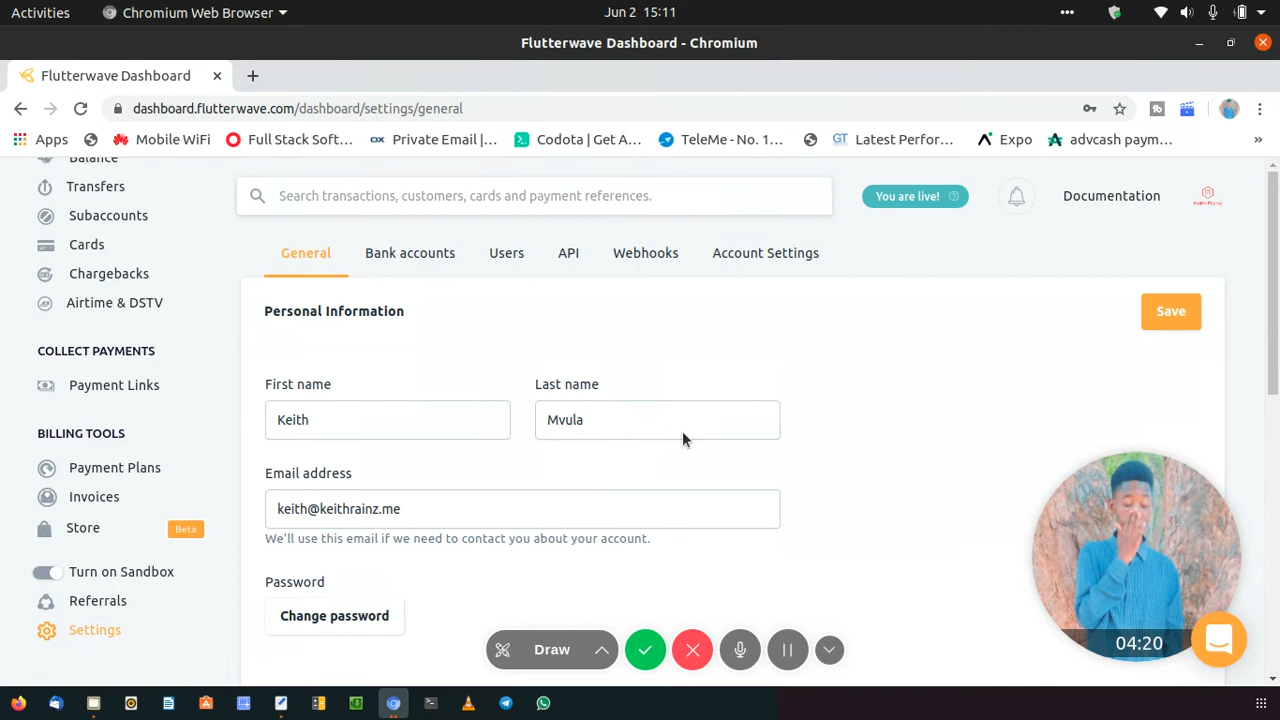 Activities
Chromium Web Browser
Jun 2 15:11
Flutterwave Dashboard - Chromium
Flutterwave Dashboard
dashboard.flutterwave.com/dashboard/settings/general
Apps
Mobile WiFi
Full Stack Soft...
Private Email |...
Codota | Get A...
TeleMe - No. 1...
Latest Perfor...
Expo
advcash paym...
Balance
Transfers
Subaccounts
Cards
Chargebacks
Airtime & DSTV
COLLECT PAYMENTS
Payment Links
BILLING TOOLS
Payment Plans
Invoices
Store
Beta
Turn on Sandbox
Referrals
Settings
Search transactions, customers, cards and payment references.
You are live!
Documentation
General
Bank accounts
Users
API
Webhooks
Account Settings
Personal Information
Save
First name
Last name
Keith
Mvula
Email address
keith@keithrainz.me
We'll use this email if we need to contact you about your account.
Password
Change password
Draw
04:20